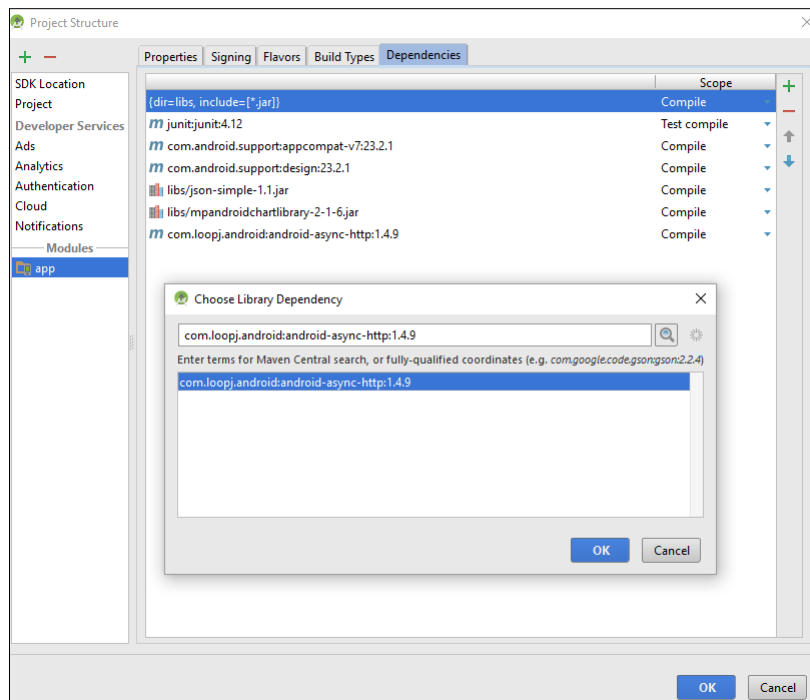 Project Structure
Properties Signing Flavors Build Types Dependencies
SDK Location
Project
Developer Services
Ads
Analytics
Authentication
Cloud
Notifications
Modules
app
Scope
{dir=libs, include=[*.jar]} Compile
m junit:junit:4.12 Test compile
m com.android.support:appcompat-v7:23.2.1 Compile
m com.android.support:design:23.2.1 Compile
libs/json-simple-1.1.jar Compile
libs/mpandroidchartlibrary-2-1-6.jar Compile
m com.loopj.android:android-async-http:1.4.9 Compile
Choose Library Dependency
com.loopj.android:android-async-http:1.4.9
Enter terms for Maven Central search, or fully-qualified coordinates (e.g. com.google.code.gson:gson:2.2.4)
com.loopj.android:android-async-http:1.4.9
OK Cancel
OK Cancel